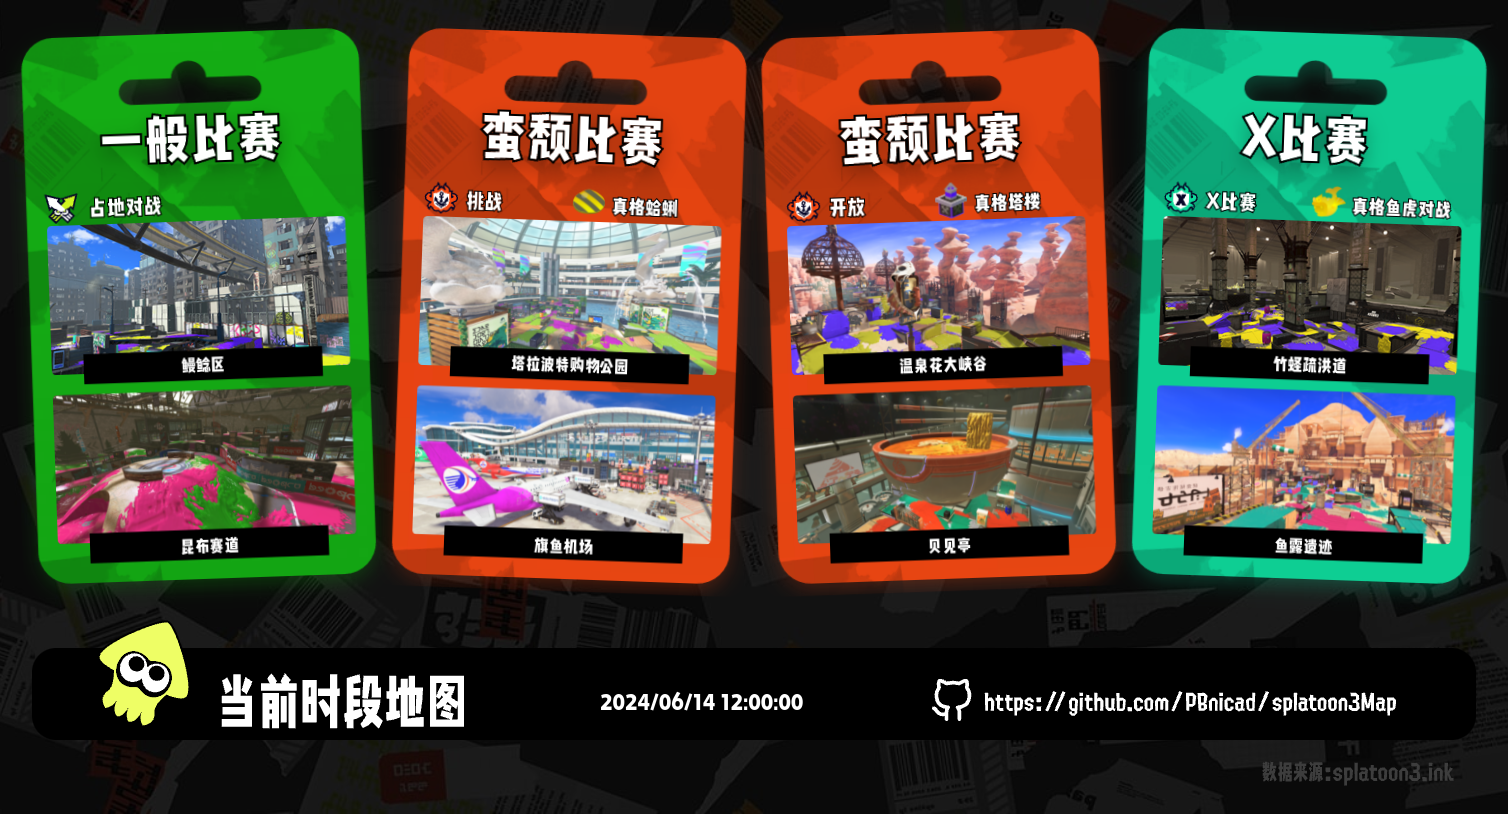 一般比赛
占地对战
鳗鲶区
昆布赛道
蛮颓比赛
挑战
真格蛤蜊
塔拉波特购物公园
旗鱼机场
蛮颓比赛
开放
真格塔楼
温泉花大峡谷
贝见亭
X比赛
X比赛
真格鱼虎对战
竹蛏疏洪道
鱼露遗迹
当前时段地图
2024/06/14 12:00:00
https://github.com/PBnicad/splatoon3Map
数据来源:splatoon3.ink